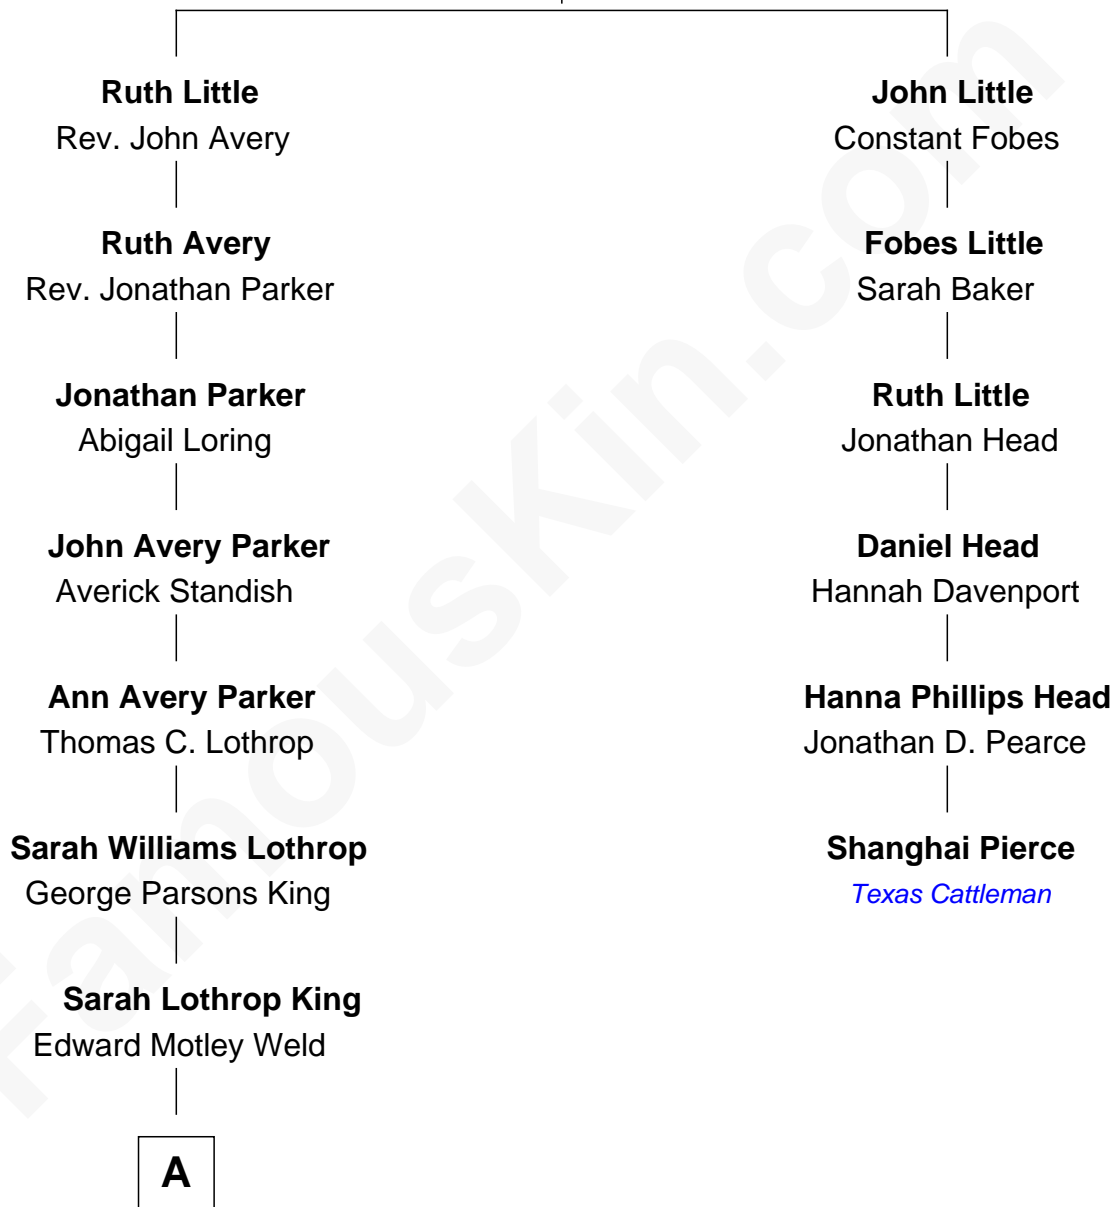 Ruth Little
Rev. John Avery
Ruth Avery
Rev. Jonathan Parker
Jonathan Parker
Abigail Loring
John Avery Parker
Averick Standish
Ann Avery Parker
Thomas C. Lothrop
Sarah Williams Lothrop
George Parsons King
Sarah Lothrop King
Edward Motley Weld
A
John Little
Constant Fobes
Fobes Little
Sarah Baker
Ruth Little
Jonathan Head
Daniel Head
Hannah Davenport
Hanna Phillips Head
Jonathan D. Pearce
Shanghai Pierce
Texas Cattleman
FamousKin.com